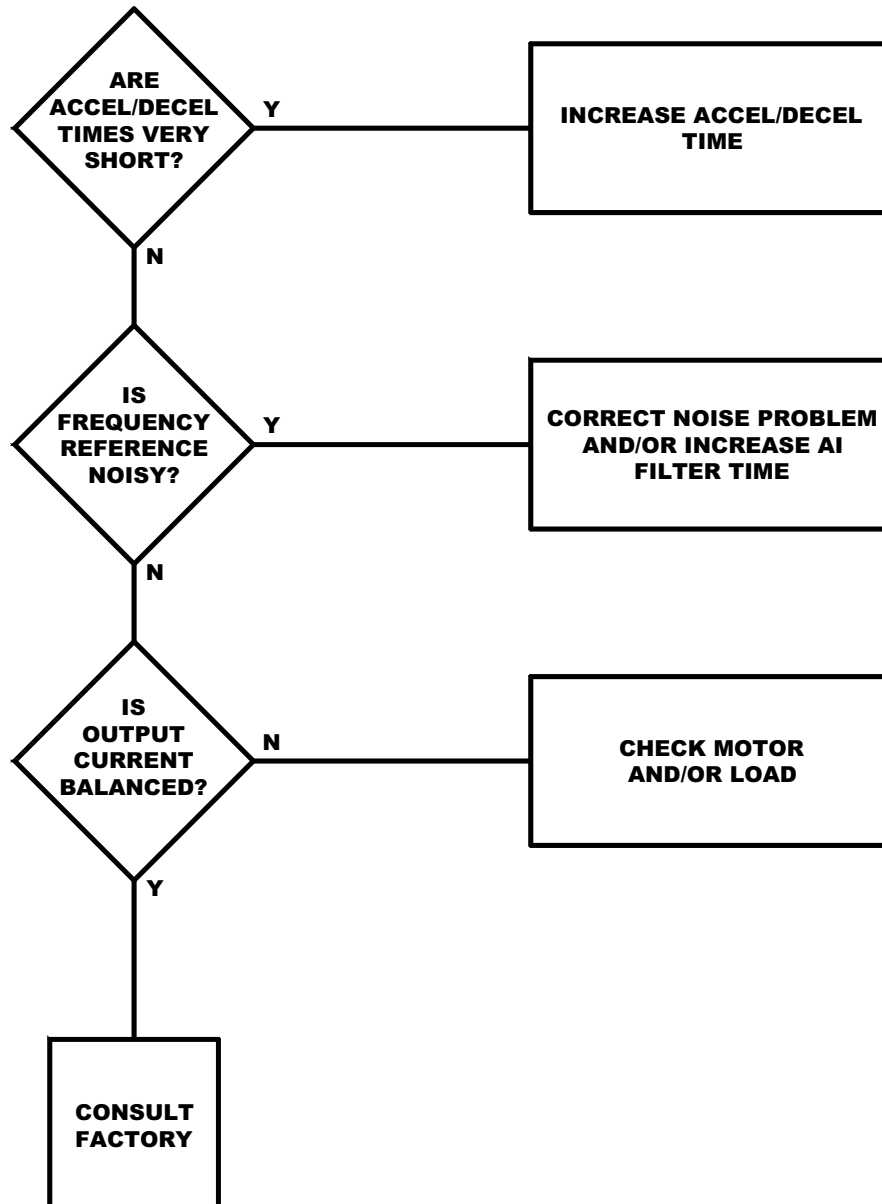 ARE
ACCEL/DECEL
TIMES VERY
SHORT?
Y
INCREASE ACCEL/DECEL
TIME
N
IS
FREQUENCY
REFERENCE
NOISY?
Y
CORRECT NOISE PROBLEM
AND/OR INCREASE AI
FILTER TIME
N
IS
OUTPUT
CURRENT
BALANCED?
N
CHECK MOTOR
AND/OR LOAD
Y
CONSULT
FACTORY